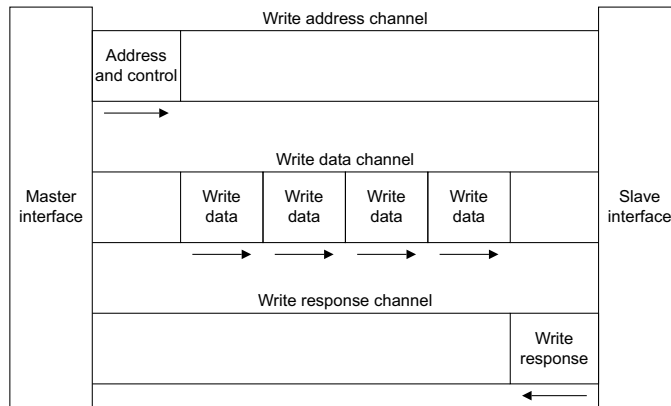 Write address channel
Address
and control
Write data channel
Master
interface
Write
data
Write
data
Write
data
Write
data
Slave
interface
Write response channel
Write
response